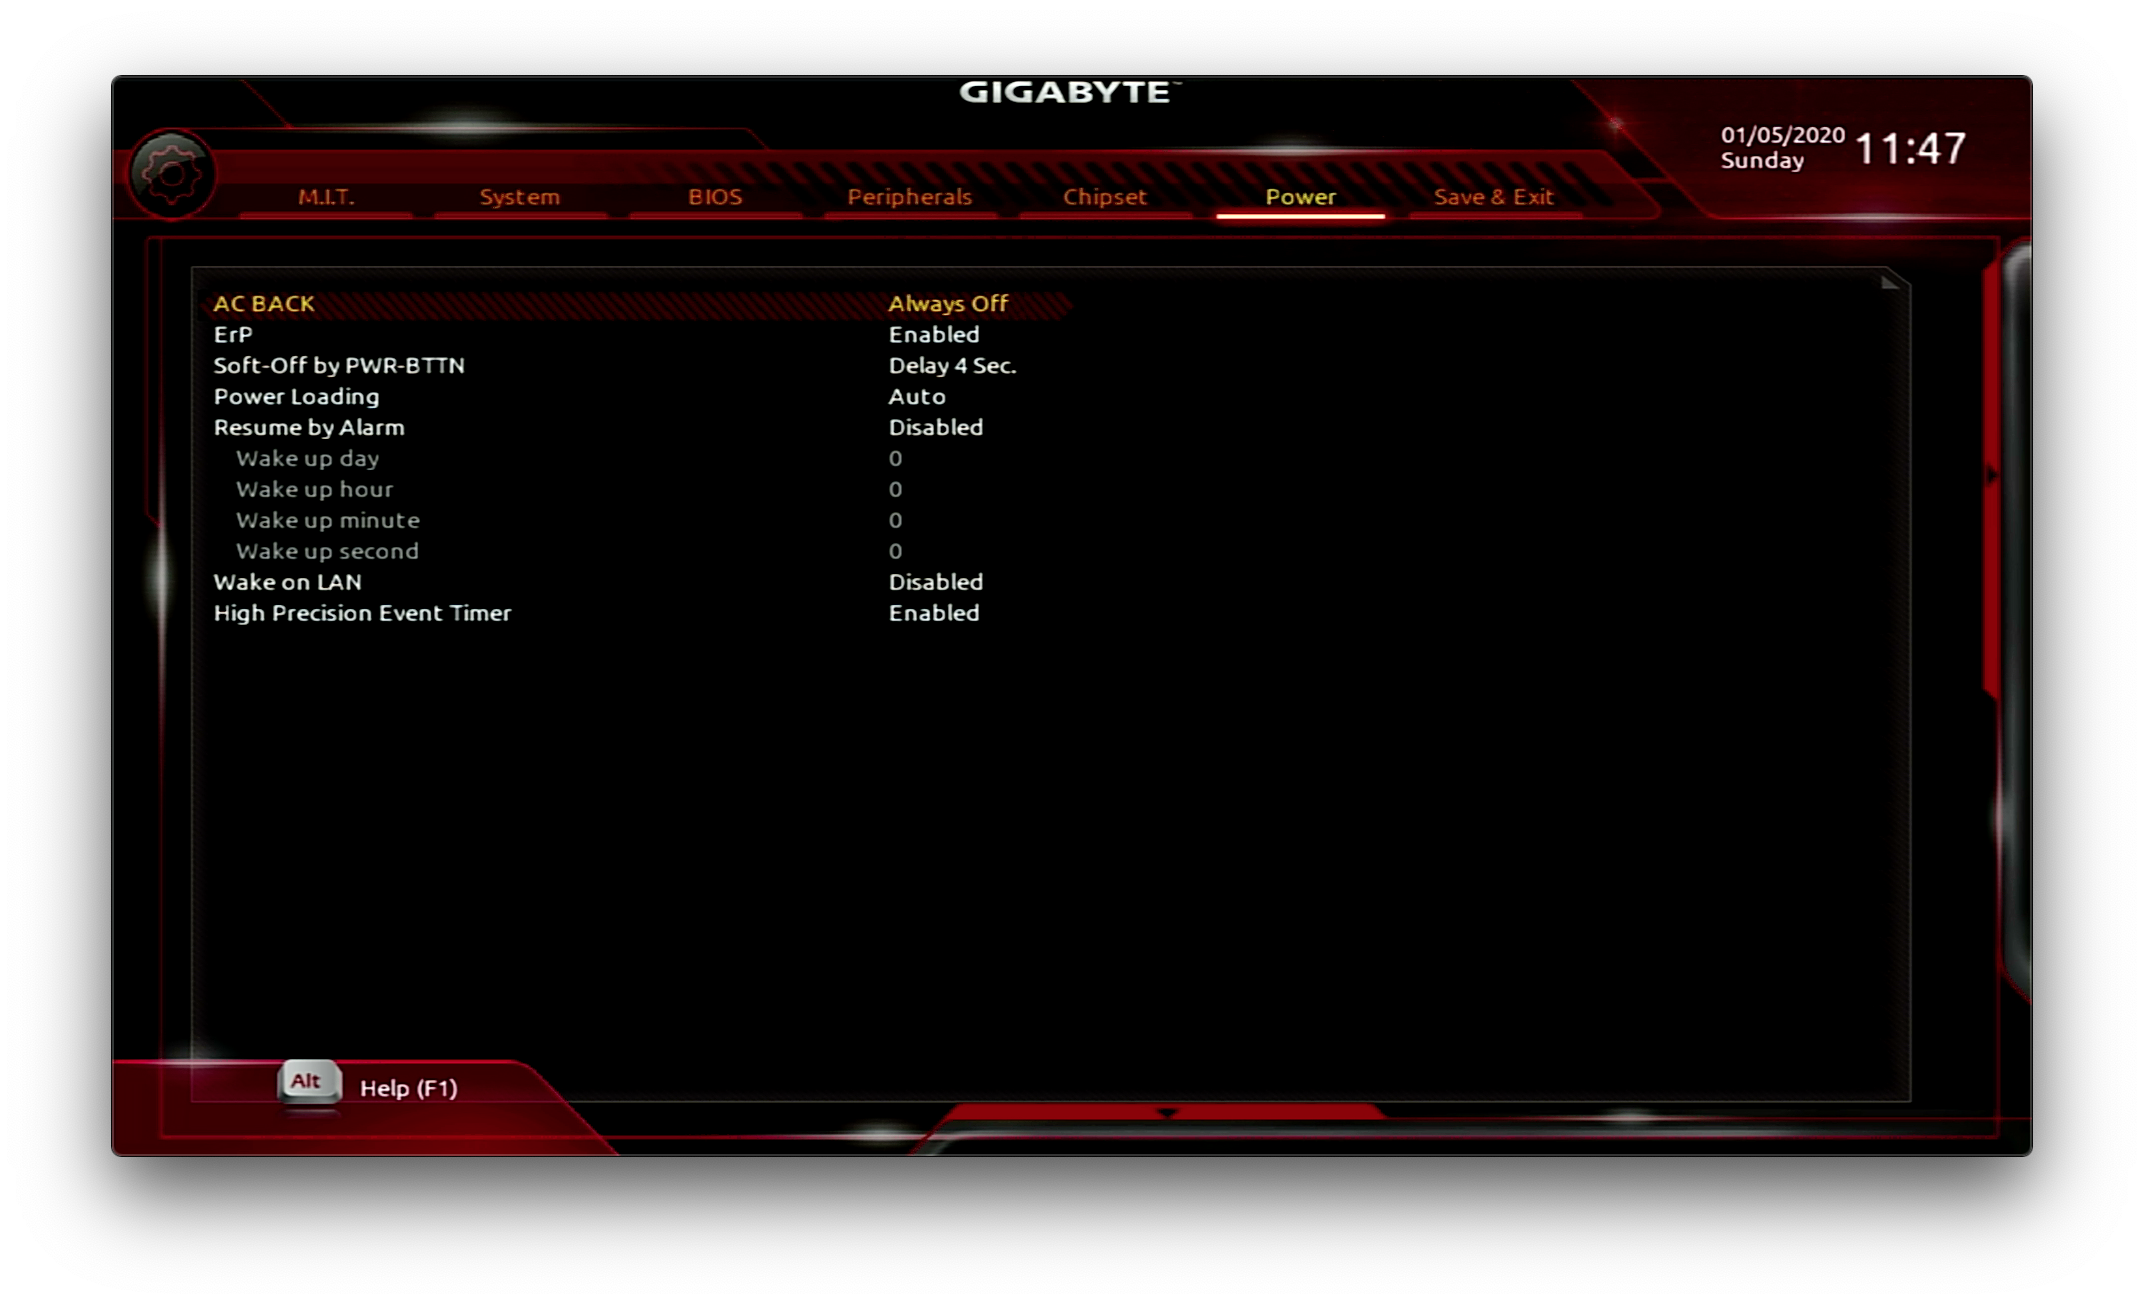 GIGABYTE™
01/05/2020 11:47
Sunday
M.I.T. System BIOS Peripherals Chipset Power Save & Exit
AC BACK Always Off
ErP Enabled
Soft-Off by PWR-BTTN Delay 4 Sec.
Power Loading Auto
Resume by Alarm Disabled
Wake up day 0
Wake up hour 0
Wake up minute 0
Wake up second 0
Wake on LAN Disabled
High Precision Event Timer Enabled
Alt Help (F1)